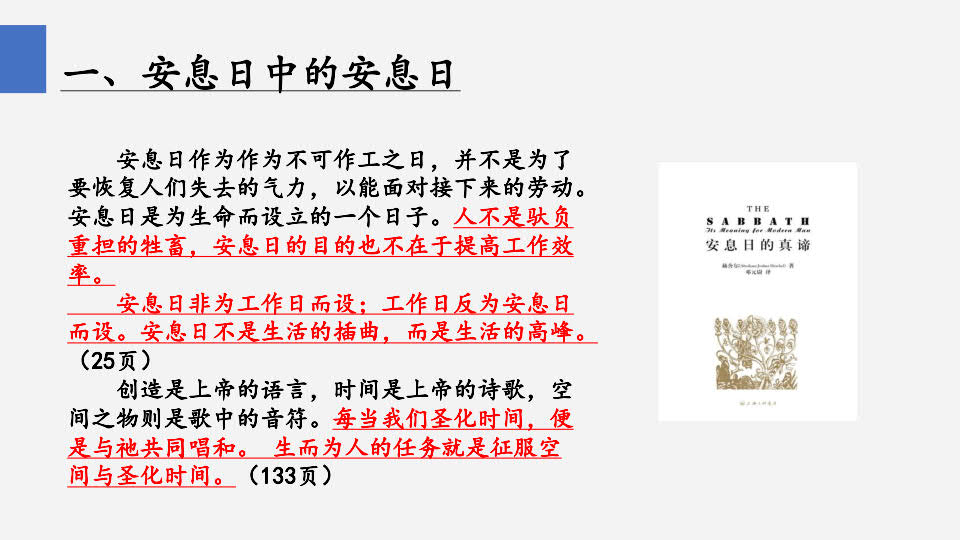 一、安息日中的安息日
安息日作为作为不可作工之日，并不是为了
要恢复人们失去的气力，以能面对接下来的劳动。
安息日是为生命而设立的一个日子。人不是驮负
重担的牲畜，安息日的目的也不在于提高工作效
率。
安息日非为工作日而设；工作日反为安息日
而设。安息日不是生活的插曲，而是生活的高峰。
（25页）
创造是上帝的语言，时间是上帝的诗歌，空
间之物则是歌中的音符。每当我们圣化时间，便
是与祂共同唱和。 生而为人的任务就是征服空
间与圣化时间。（133页）
THE
SABBATH
Its Meaning for Modern Man
安息日的真谛
赫舍尔(Abraham Joshua Heschel) 著
邓元尉 译
上海三联书店